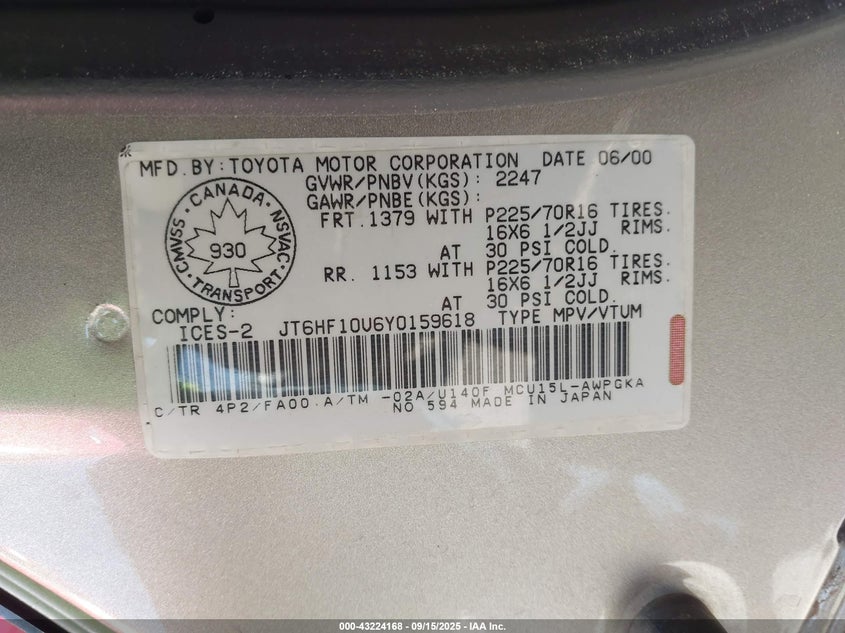 MFD.BY:TOYOTA MOTOR CORPORATION DATE 06/00
GVWR/PNBV(KGS): 2247
GAWR/PNBE(KGS):
FRT.1379 WITH P225/70R16 TIRES.
16X6 1/2JJ RIMS.
AT 30 PSI COLD.
RR. 1153 WITH P225/70R16 TIRES.
16X6 1/2JJ RIMS.
AT 30 PSI COLD.
CANADA
CMVSS NSVAC
930
TRANSPORT
COMPLY:
ICES-2 JT6HF10U6Y0159618 TYPE MPV/VTUM
C/TR 4P2/FA00 A/TM -02A/U140F MCU15L-AWPGKA
NO 594 MADE IN JAPAN
000-43224168 - 09/15/2025 - IAA Inc.